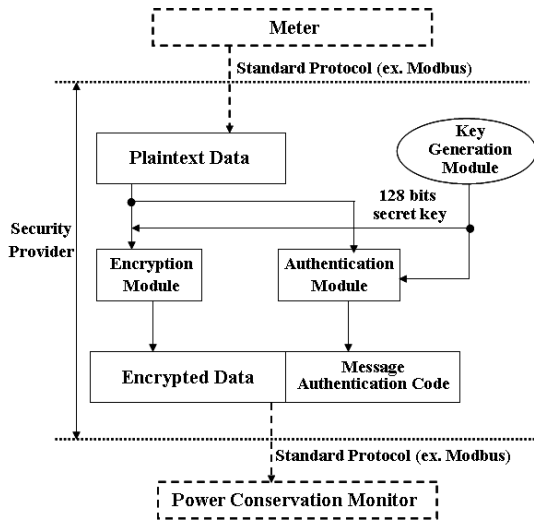 Meter
Standard Protocol (ex. Modbus)
Plaintext Data
Key
Generation
Module
128 bits
secret key
Security
Provider
Encryption
Module
Authentication
Module
Encrypted Data
Message
Authentication Code
Standard Protocol (ex. Modbus)
Power Conservation Monitor